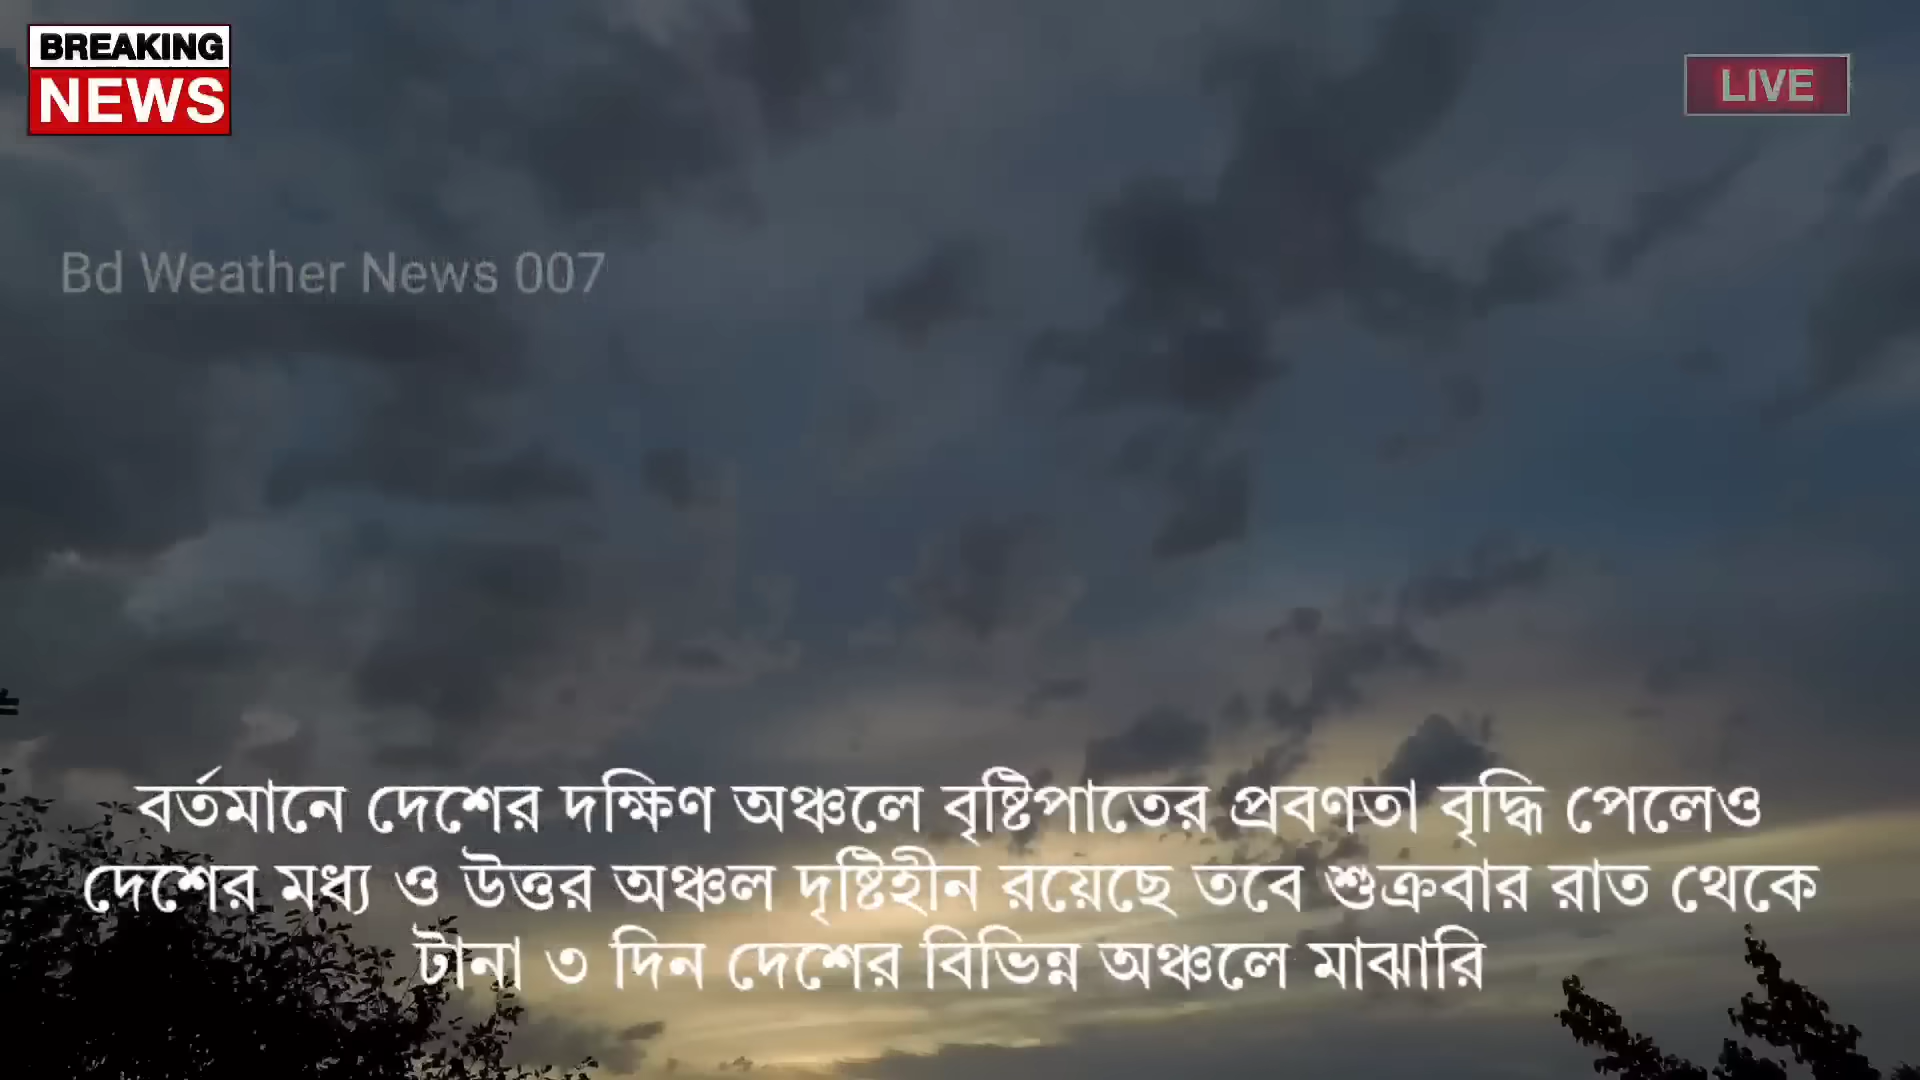 BREAKING
NEWS
LIVE
Bd Weather News 007
বর্তমানে দেশের দক্ষিণ অঞ্চলে বৃষ্টিপাতের প্রবণতা বৃদ্ধি পেলেও
দেশের মধ্য ও উত্তর অঞ্চল দৃষ্টিহীন রয়েছে তবে শুক্রবার রাত থেকে
টানা ৩ দিন দেশের বিভিন্ন অঞ্চলে মাঝারি